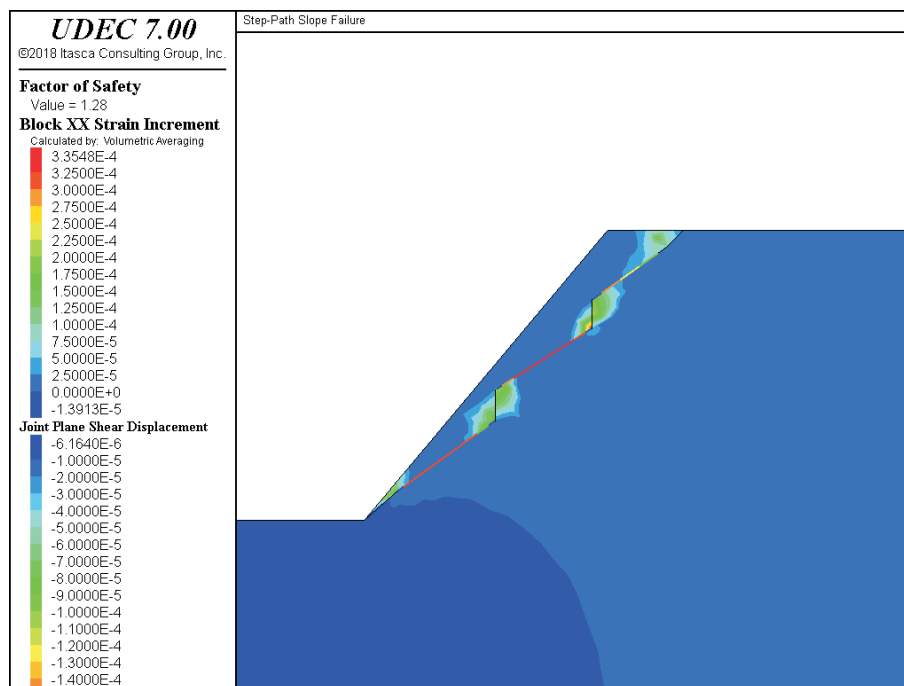 UDEC 7.00
©2018 Itasca Consulting Group, Inc.
Step-Path Slope Failure
Factor of Safety
Value = 1.28
Block XX Strain Increment
Calculated by: Volumetric Averaging
3.3548E-4
3.2500E-4
3.0000E-4
2.7500E-4
2.5000E-4
2.2500E-4
2.0000E-4
1.7500E-4
1.5000E-4
1.2500E-4
1.0000E-4
7.5000E-5
5.0000E-5
2.5000E-5
0.0000E+0
-1.3913E-5
Joint Plane Shear Displacement
-6.1640E-6
-1.0000E-5
-2.0000E-5
-3.0000E-5
-4.0000E-5
-5.0000E-5
-6.0000E-5
-7.0000E-5
-8.0000E-5
-9.0000E-5
-1.0000E-4
-1.1000E-4
-1.2000E-4
-1.3000E-4
-1.4000E-4